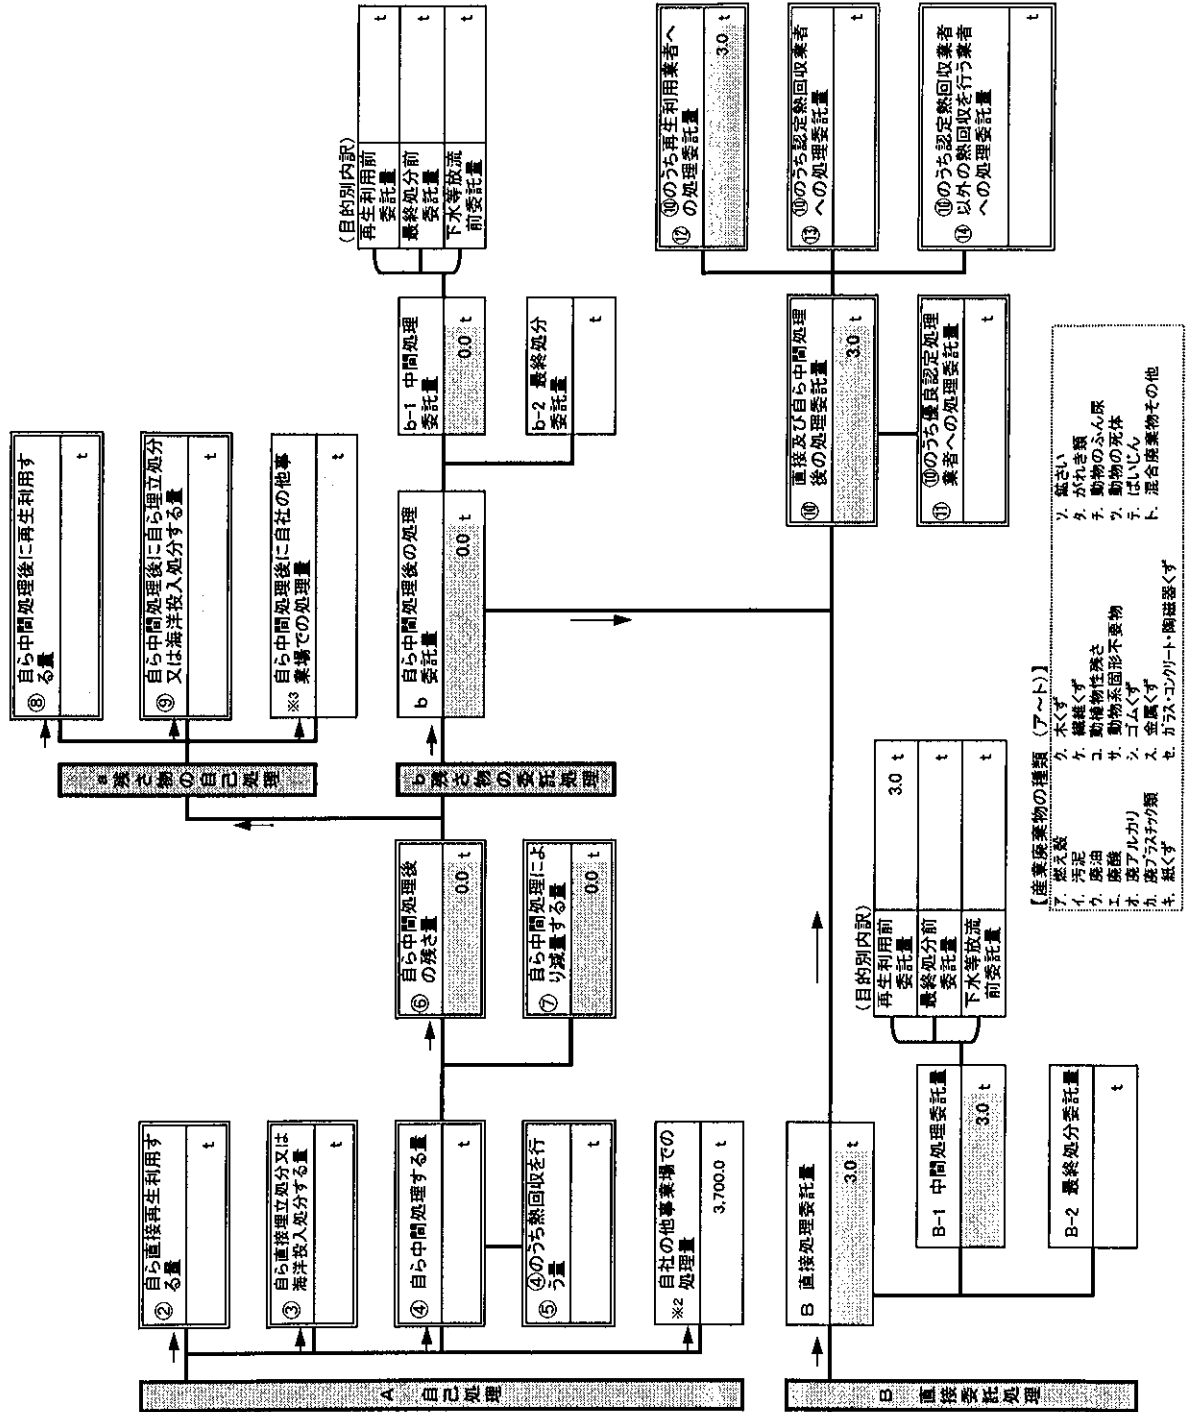 A 自己処理
② 自ら直接再生利用す
る量
t
③ 自ら直接埋立処分又は
海洋投入処分する量
t
④ 自ら中間処理する量
t
⑤ ④のうち熱回収を行
う量
t
※2 自社の他事業場での
処理量
3,700.0 t
⑥ 自ら中間処理後
の残さ量
0.0 t
⑦ 自ら中間処理によ
り減量する量
0.0 t
a 残さ物の自己処理
⑧ 自ら中間処理後に再生利用す
る量
t
⑨ 自ら中間処理後に自ら埋立処分
又は海洋投入処分する量
t
※3 自ら中間処理後に自社の他事
業場での処理量
t
b 残さ物の委託処理
b 自ら中間処理後の処理
委託量
0.0 t
b-1 中間処理
委託量
0.0 t
b-2 最終処分
委託量
t
(目的別内訳)
再生利用前
委託量
t
最終処分前
委託量
t
下水等放流
前委託量
t
B 直接委託処理
B 直接処理委託量
3.0 t
B-1 中間処理委託量
3.0 t
B-2 最終処分委託量
t
(目的別内訳)
再生利用前
委託量
3.0 t
最終処分前
委託量
t
下水等放流
前委託量
t
⑩ 直接及び自ら中間処理
後の処理委託量
3.0 t
⑪ ⑩のうち優良認定処理
業者への処理委託量
t
⑫ ⑩のうち再生利用業者へ
の処理委託量
3.0 t
⑬ ⑩のうち認定熱回収業者
への処理委託量
t
⑭ ⑩のうち認定熱回収業者
以外の熱回収を行う業者
への処理委託量
t
【産業廃棄物の種類 (ア～ト)】
ア. 燃え殻
イ. 汚泥
ウ. 廃油
エ. 廃酸
オ. 廃アルカリ
カ. 廃プラスチック類
キ. 紙くず
ク. 木くず
ケ. 繊維くず
コ. 動植物性残さ
サ. 動物系固形不要物
シ. ゴムくず
ス. 金属くず
セ. ガラス・コンクリート・陶磁器くず
ソ. 鉱さい
タ. がれき類
チ. 動物のふん尿
ツ. 動物の死体
テ. ばいじん
ト. 混合廃棄物その他